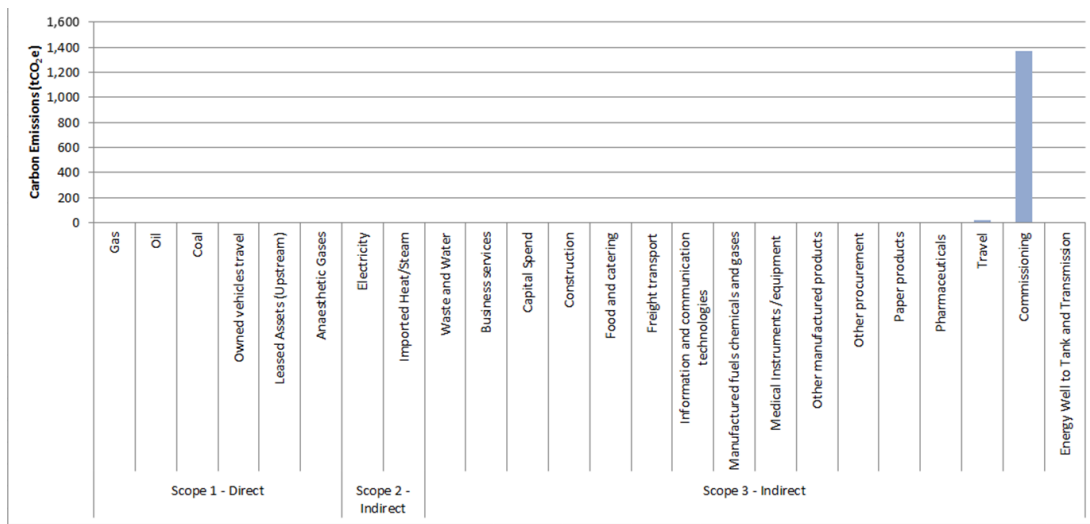 1,600
1,400
1,200
1,000
800
600
400
200
0
Carbon Emissions (tCO₂e)
Gas
Oil
Coal
Owned vehicles travel
Leased Assets (Upstream)
Anaesthetic Gases
Electricity
Imported Heat/Steam
Waste and Water
Business services
Capital Spend
Construction
Food and catering
Freight transport
Information and communication
technologies
Manufactured fuels chemicals and gases
Medical Instruments /equipment
Other manufactured products
Other procurement
Paper products
Pharmaceuticals
Travel
Commissioning
Energy Well to Tank and Transmission
Scope 1 - Direct
Scope 2 -
Indirect
Scope 3 - Indirect